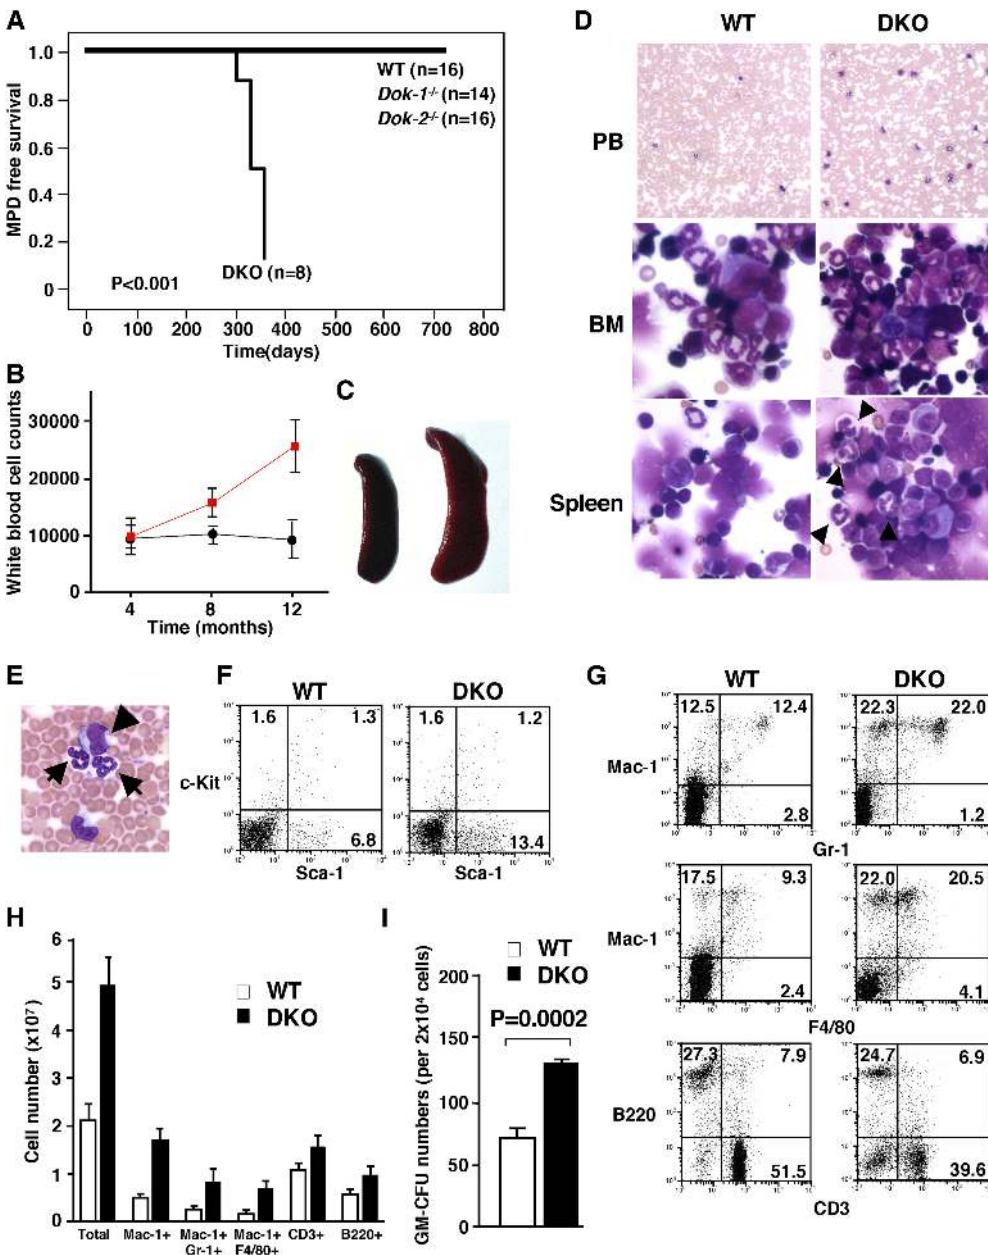 A
MPD free survival
1.0
0.8
0.6
0.4
0.2
0
WT (n=16)
Dok-1-/- (n=14)
Dok-2-/- (n=16)
DKO (n=8)
P<0.001
0 100 200 300 400 500 600 700 800
Time(days)
B
White blood cell counts
30000
20000
10000
0
4 8 12
Time (months)
C
D
WT DKO
PB
BM
Spleen
E
F
WT DKO
c-Kit
1.6 1.3
6.8
1.6 1.2
13.4
Sca-1 Sca-1
G
WT DKO
Mac-1
12.5 12.4
2.8
22.3 22.0
1.2
Gr-1
Mac-1
17.5 9.3
2.4
22.0 20.5
4.1
F4/80
B220
27.3 7.9
51.5
24.7 6.9
39.6
CD3
H
Cell number (x10⁷)
6
5
4
3
2
1
0
WT
DKO
Total Mac-1+ Mac-1+ Mac-1+ CD3+ B220+
Gr-1+ F4/80+
I
WT
DKO
GM-CFU numbers (per 2x10⁴ cells)
200
150
100
50
0
P=0.0002